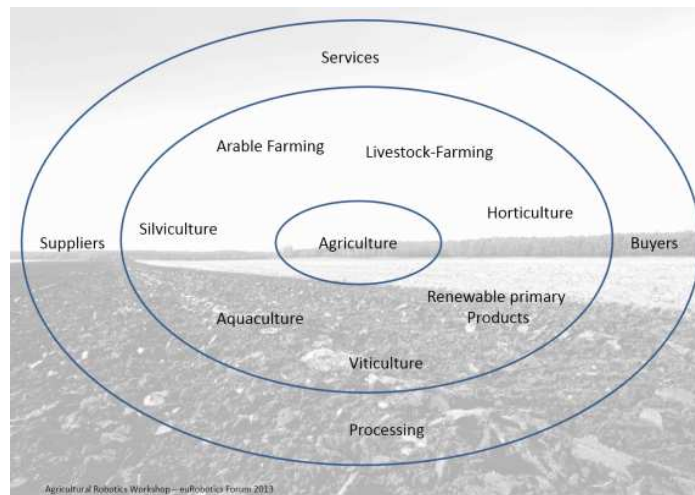 Services
Arable Farming
Livestock-Farming
Silviculture
Horticulture
Suppliers
Agriculture
Buyers
Renewable primary
Products
Aquaculture
Viticulture
Processing
Agricultural Robotics Workshop – euRobotics Forum 2013